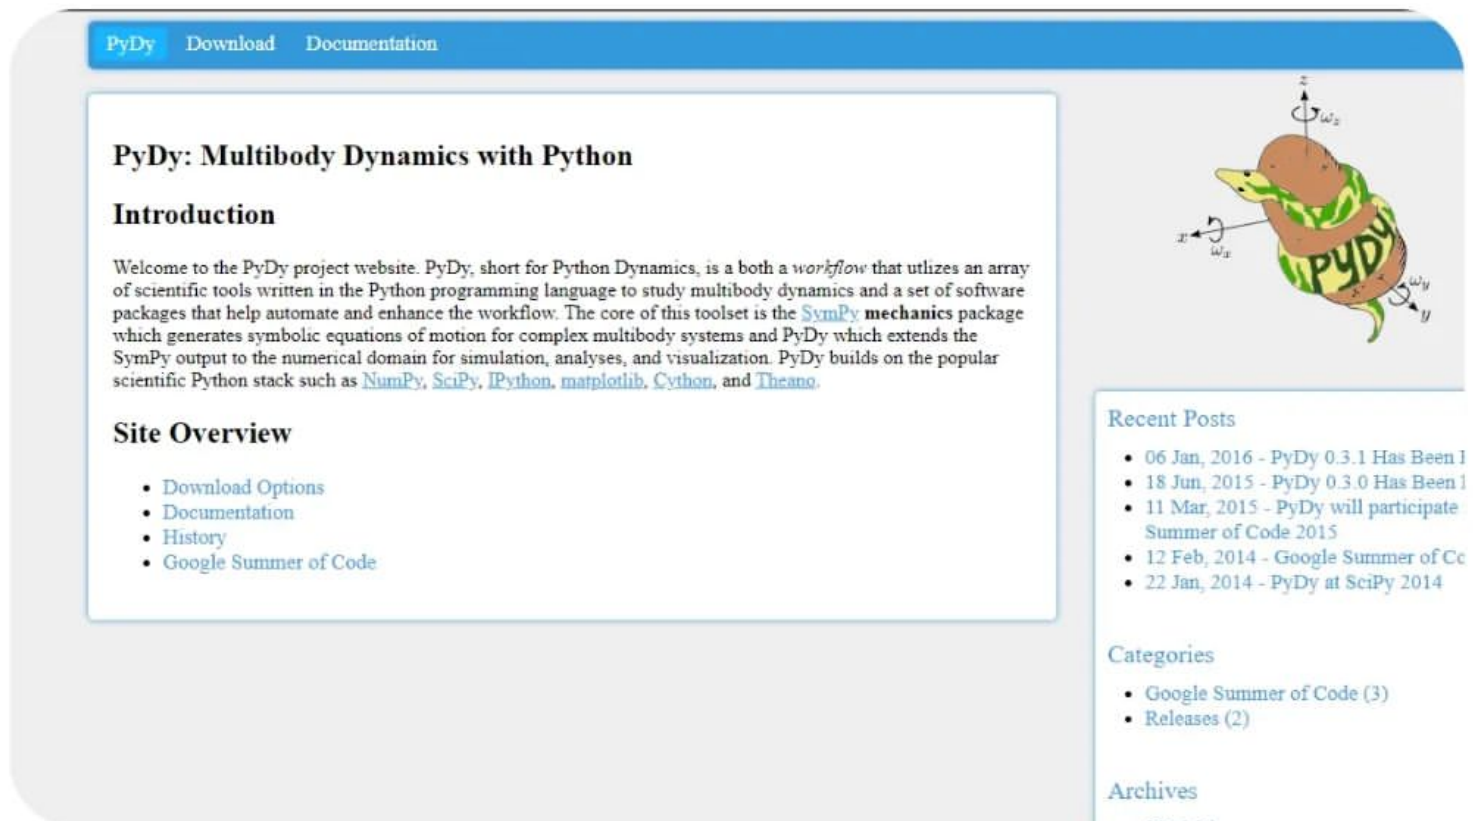 PyDy Download Documentation
PyDy: Multibody Dynamics with Python
Introduction
Welcome to the PyDy project website. PyDy, short for Python Dynamics, is a both a workflow that utlizes an array
of scientific tools written in the Python programming language to study multibody dynamics and a set of software
packages that help automate and enhance the workflow. The core of this toolset is the SymPy mechanics package
which generates symbolic equations of motion for complex multibody systems and PyDy which extends the
SymPy output to the numerical domain for simulation, analyses, and visualization. PyDy builds on the popular
scientific Python stack such as NumPy, SciPy, IPython, matplotlib, Cython, and Theano.
Site Overview
Download Options
Documentation
History
Google Summer of Code
z
ωz
x
ωx
PYDY
ωy
y
Recent Posts
06 Jan, 2016 - PyDy 0.3.1 Has Been
18 Jun, 2015 - PyDy 0.3.0 Has Been
11 Mar, 2015 - PyDy will participate
Summer of Code 2015
12 Feb, 2014 - Google Summer of
22 Jan, 2014 - PyDy at SciPy 2014
Categories
Google Summer of Code (3)
Releases (2)
Archives